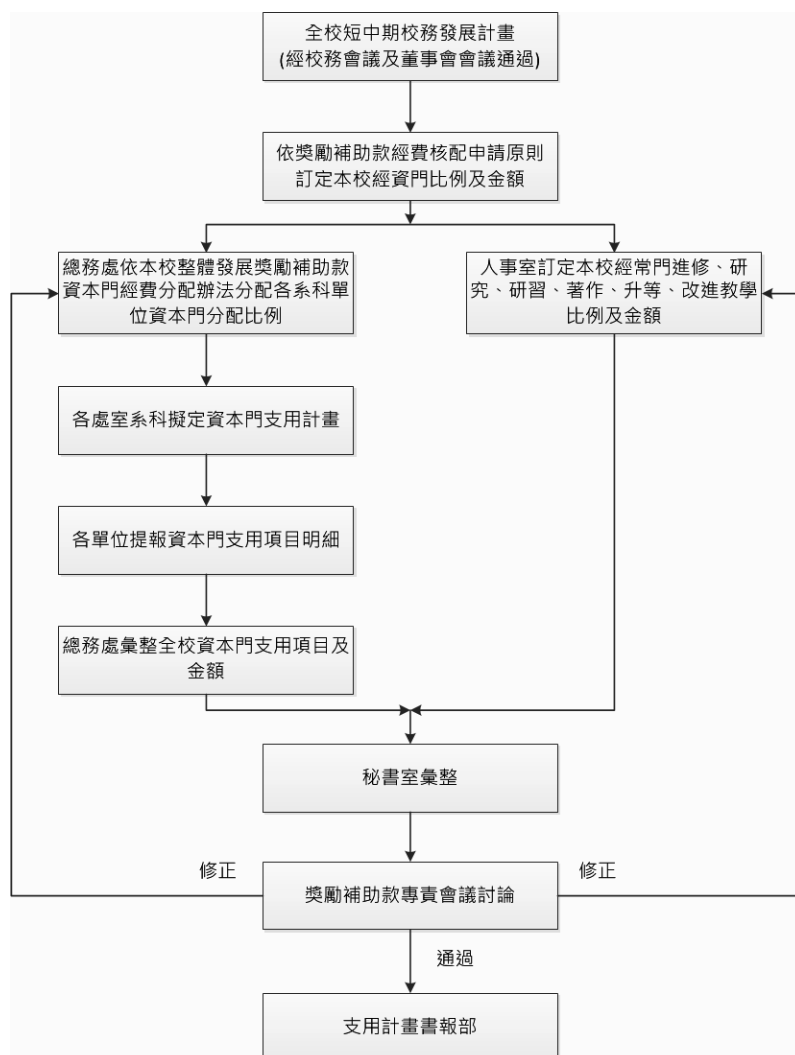 全校短中期校務發展計畫
(經校務會議及董事會會議通過)
依獎勵補助款經費核配申請原則
訂定本校經資門比例及金額
總務處依本校整體發展獎勵補助款
資本門經費分配辦法分配各系科單
位資本門分配比例
人事室訂定本校經常門進修、研
究、研習、著作、升等、改進教學
比例及金額
各處室系科擬定資本門支用計畫
各單位提報資本門支用項目明細
總務處彙整全校資本門支用項目及
金額
秘書室彙整
修正
獎勵補助款專責會議討論
修正
通過
支用計畫書報部